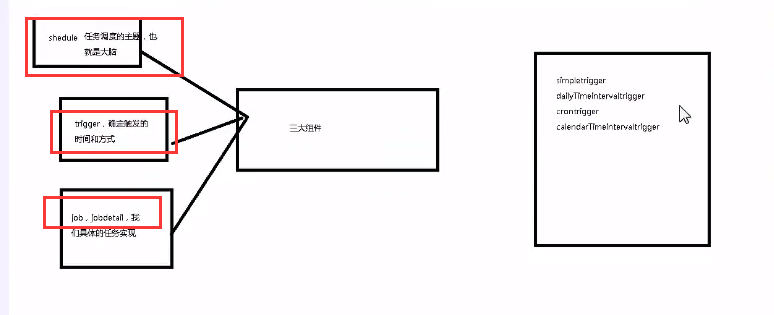 shedule 任务调度的主题，也
就是大脑
trigger，确定触发的
时间和方式
job，jobdetail，我
们具体的任务实现
三大组件
simpletrigger
dailyTimeIntervaltrigger
crontrigger
calendarTimeIntervaltrigger